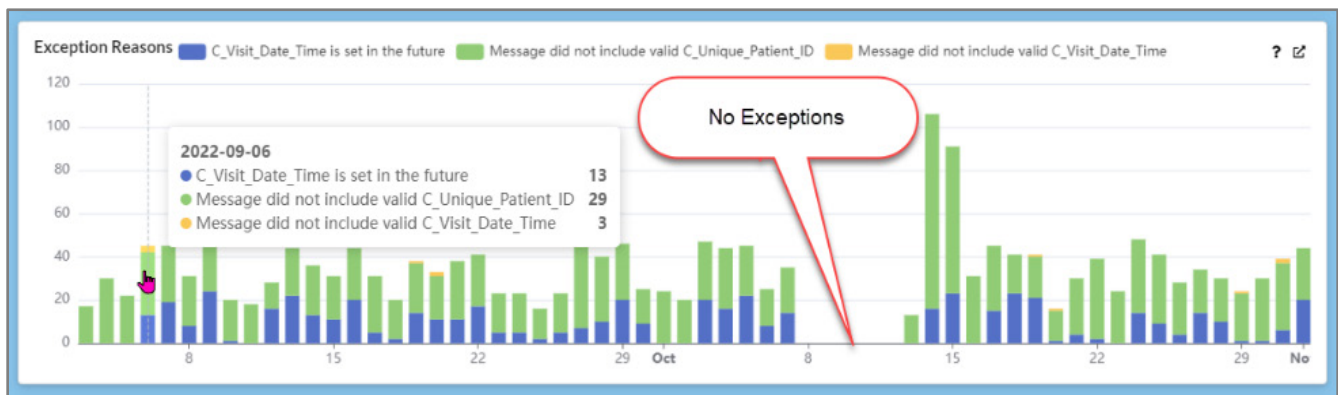 Exception Reasons C_Visit_Date_Time is set in the future Message did not include valid C_Unique_Patient_ID Message did not include valid C_Visit_Date_Time ?
120
100
No Exceptions
2022-09-06
C_Visit_Date_Time is set in the future 13
Message did not include valid C_Unique_Patient_ID 29
Message did not include valid C_Visit_Date_Time 3
80
60
40
20
0
8 15 22 29 Oct 8 15 22 29 No